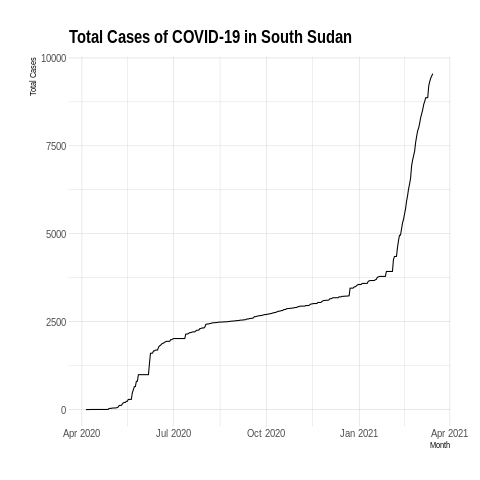 Total Cases of COVID-19 in South Sudan
Total Cases
10000
7500
5000
2500
0
Apr 2020
Jul 2020
Oct 2020
Jan 2021
Apr 2021
Month